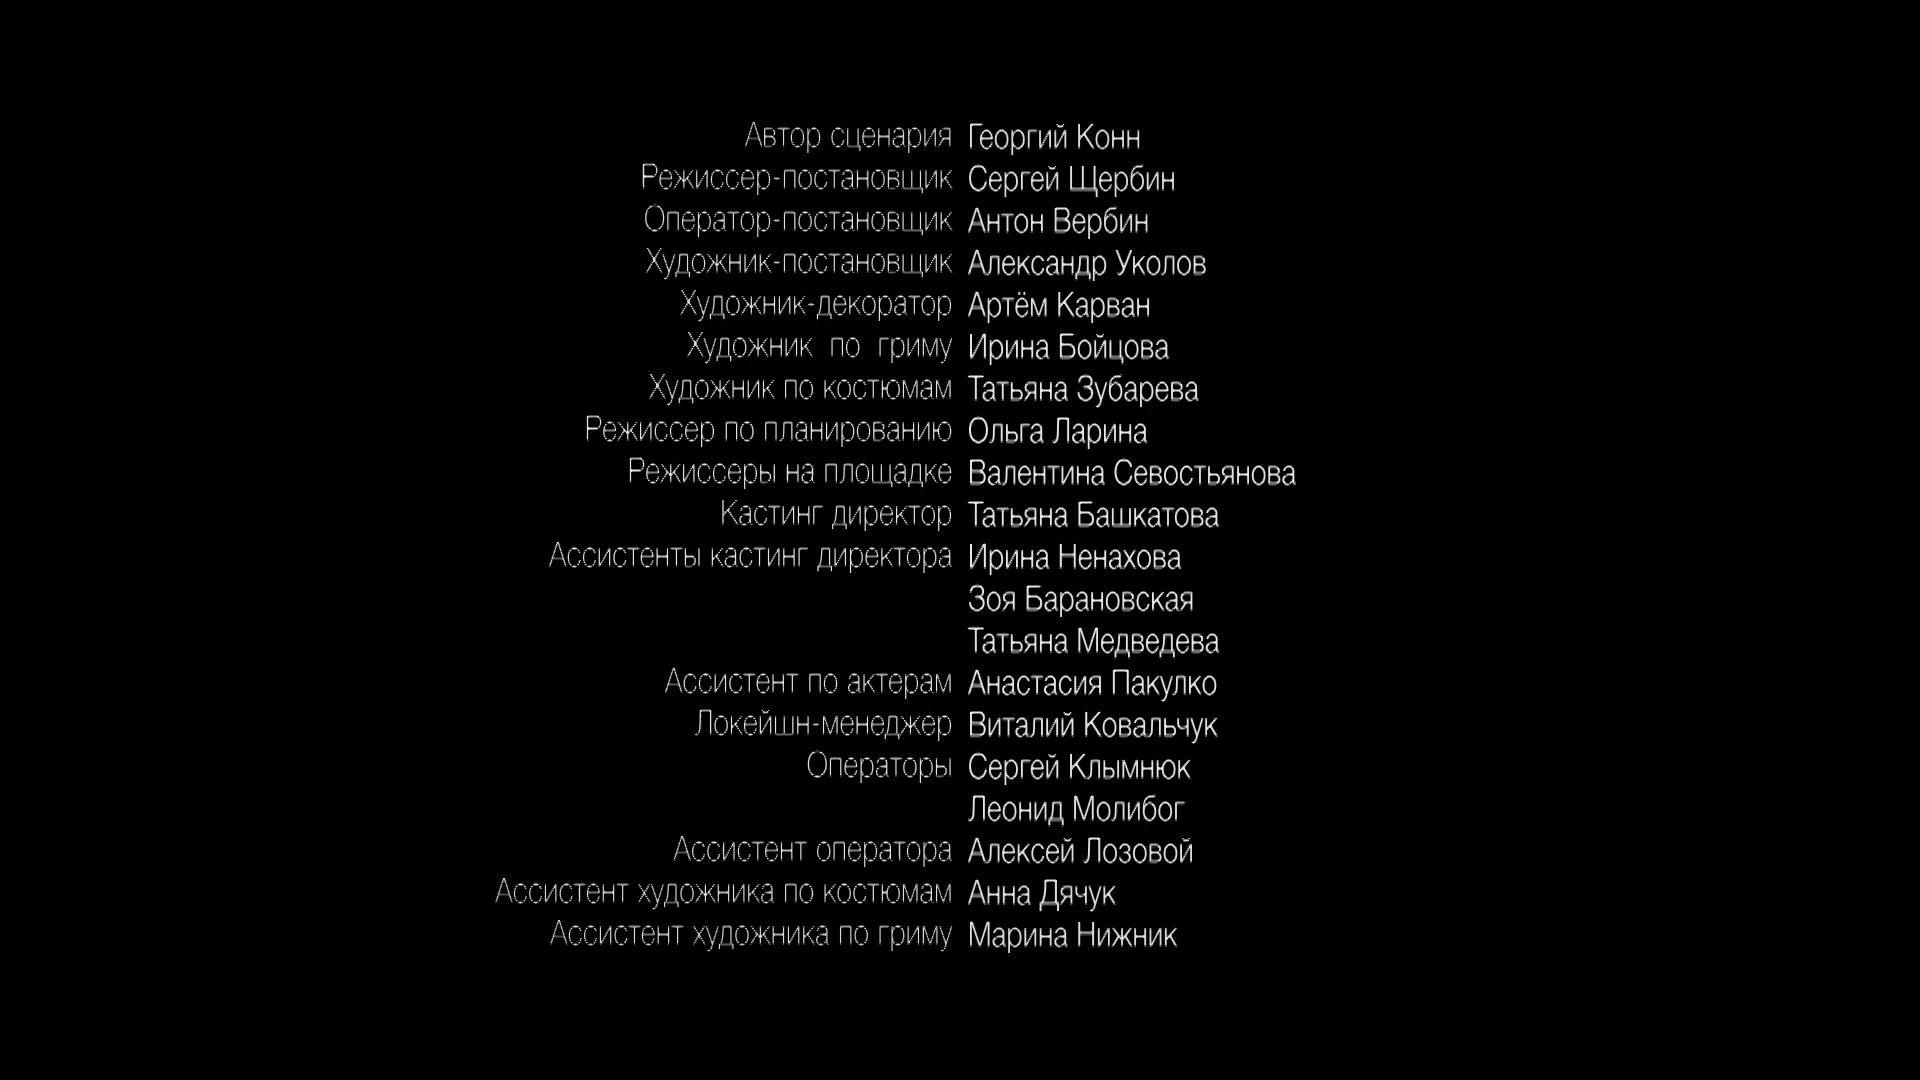 Автор сценария Георгий Конн
Режиссер-постановщик Сергей Щербин
Оператор-постановщик Антон Вербин
Художник-постановщик Александр Уколов
Художник-декоратор Артём Карван
Художник по гриму Ирина Бойцова
Художник по костюмам Татьяна Зубарева
Режиссер по планированию Ольга Ларина
Режиссеры на площадке Валентина Севостьянова
Кастинг директор Татьяна Башкатова
Ассистенты кастинг директора Ирина Ненахова
Зоя Барановская
Татьяна Медведева
Ассистент по актерам Анастасия Пакулко
Локейшн-менеджер Виталий Ковальчук
Операторы Сергей Клымнюк
Леонид Молибог
Ассистент оператора Алексей Лозовой
Ассистент художника по костюмам Анна Дячук
Ассистент художника по гриму Марина Нижник